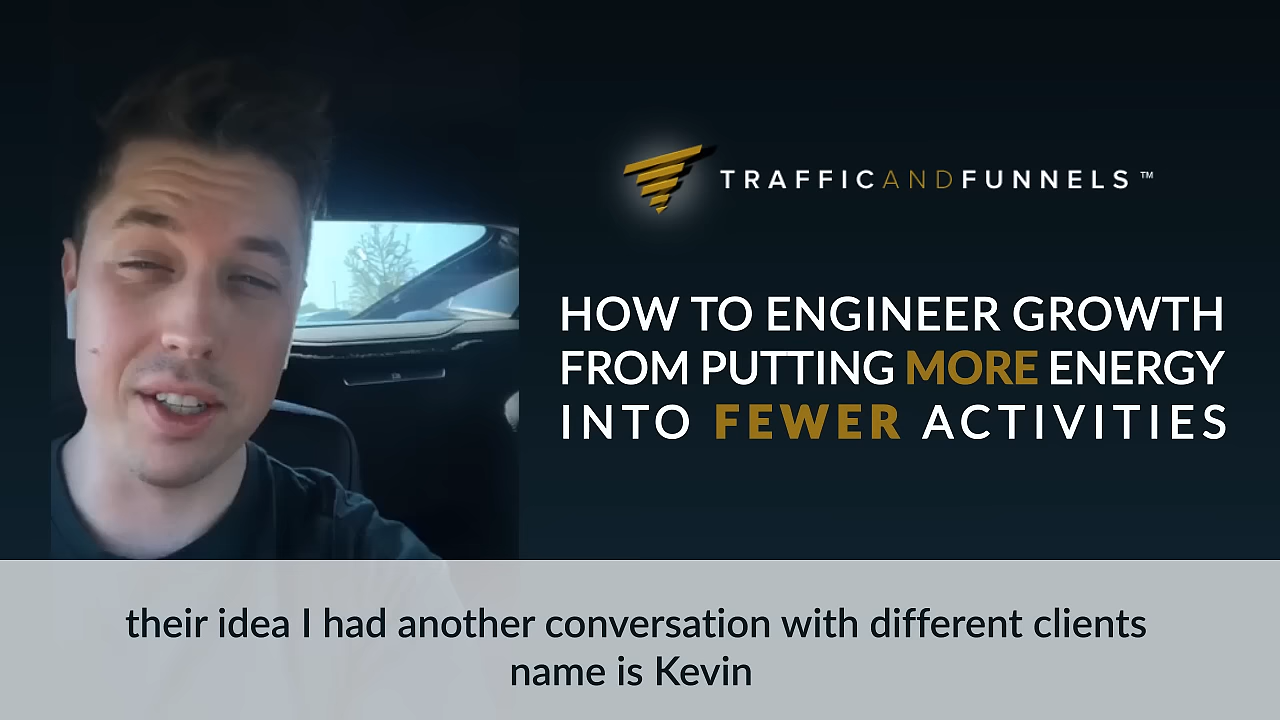 TRAFFICANDFUNNELS™
HOW TO ENGINEER GROWTH
FROM PUTTING MORE ENERGY
INTO FEWER ACTIVITIES
their idea I had another conversation with different clients
name is Kevin